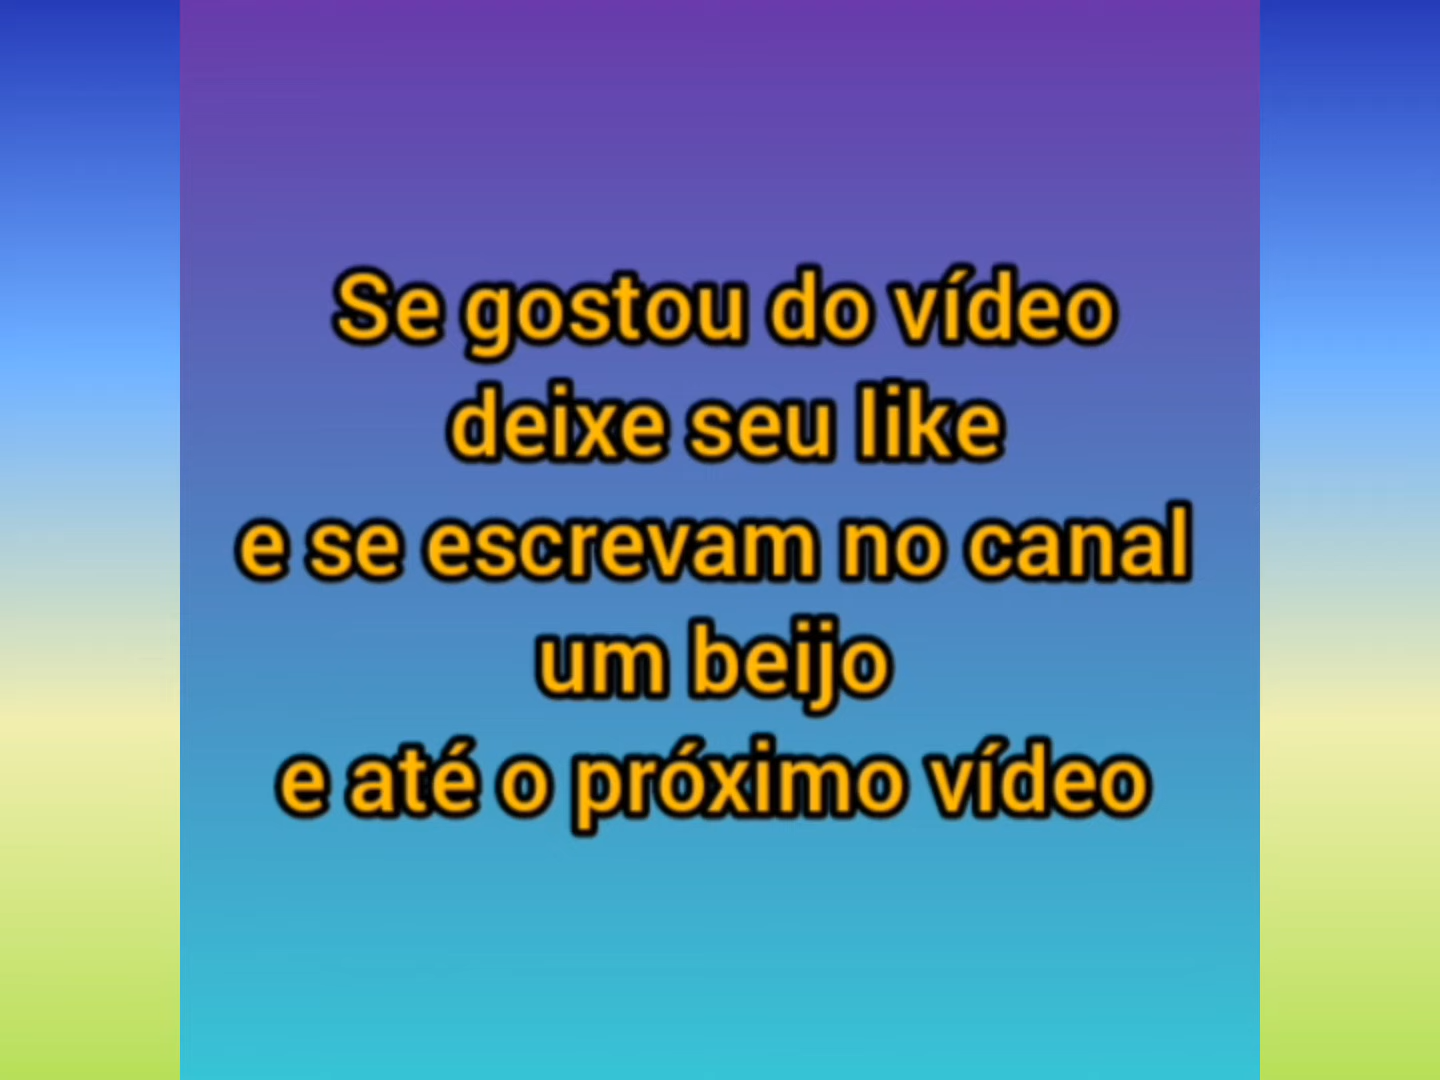 Se gostou do vídeo
deixe seu like
e se escrevam no canal
um beijo
e até o próximo vídeo